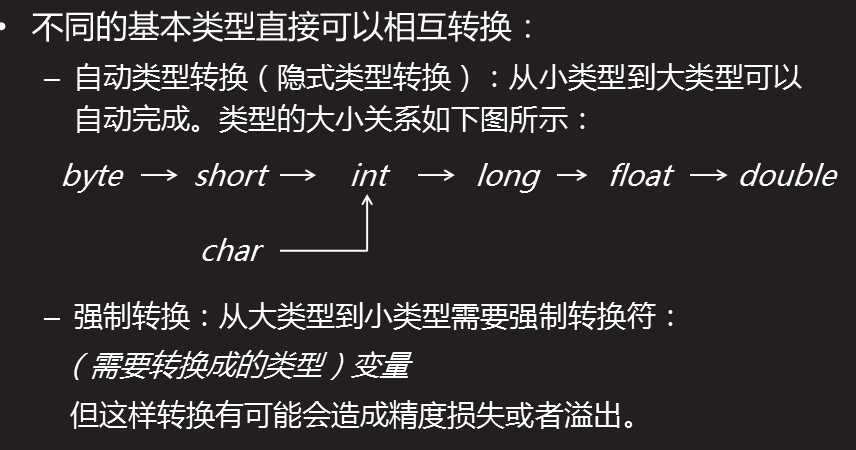 • 不同的基本类型直接可以相互转换：
– 自动类型转换（隐式类型转换）：从小类型到大类型可以
自动完成。类型的大小关系如下图所示：
byte → short → int → long → float → double
char
– 强制转换：从大类型到小类型需要强制转换符：
（需要转换成的类型）变量
但这样转换有可能会造成精度损失或者溢出。